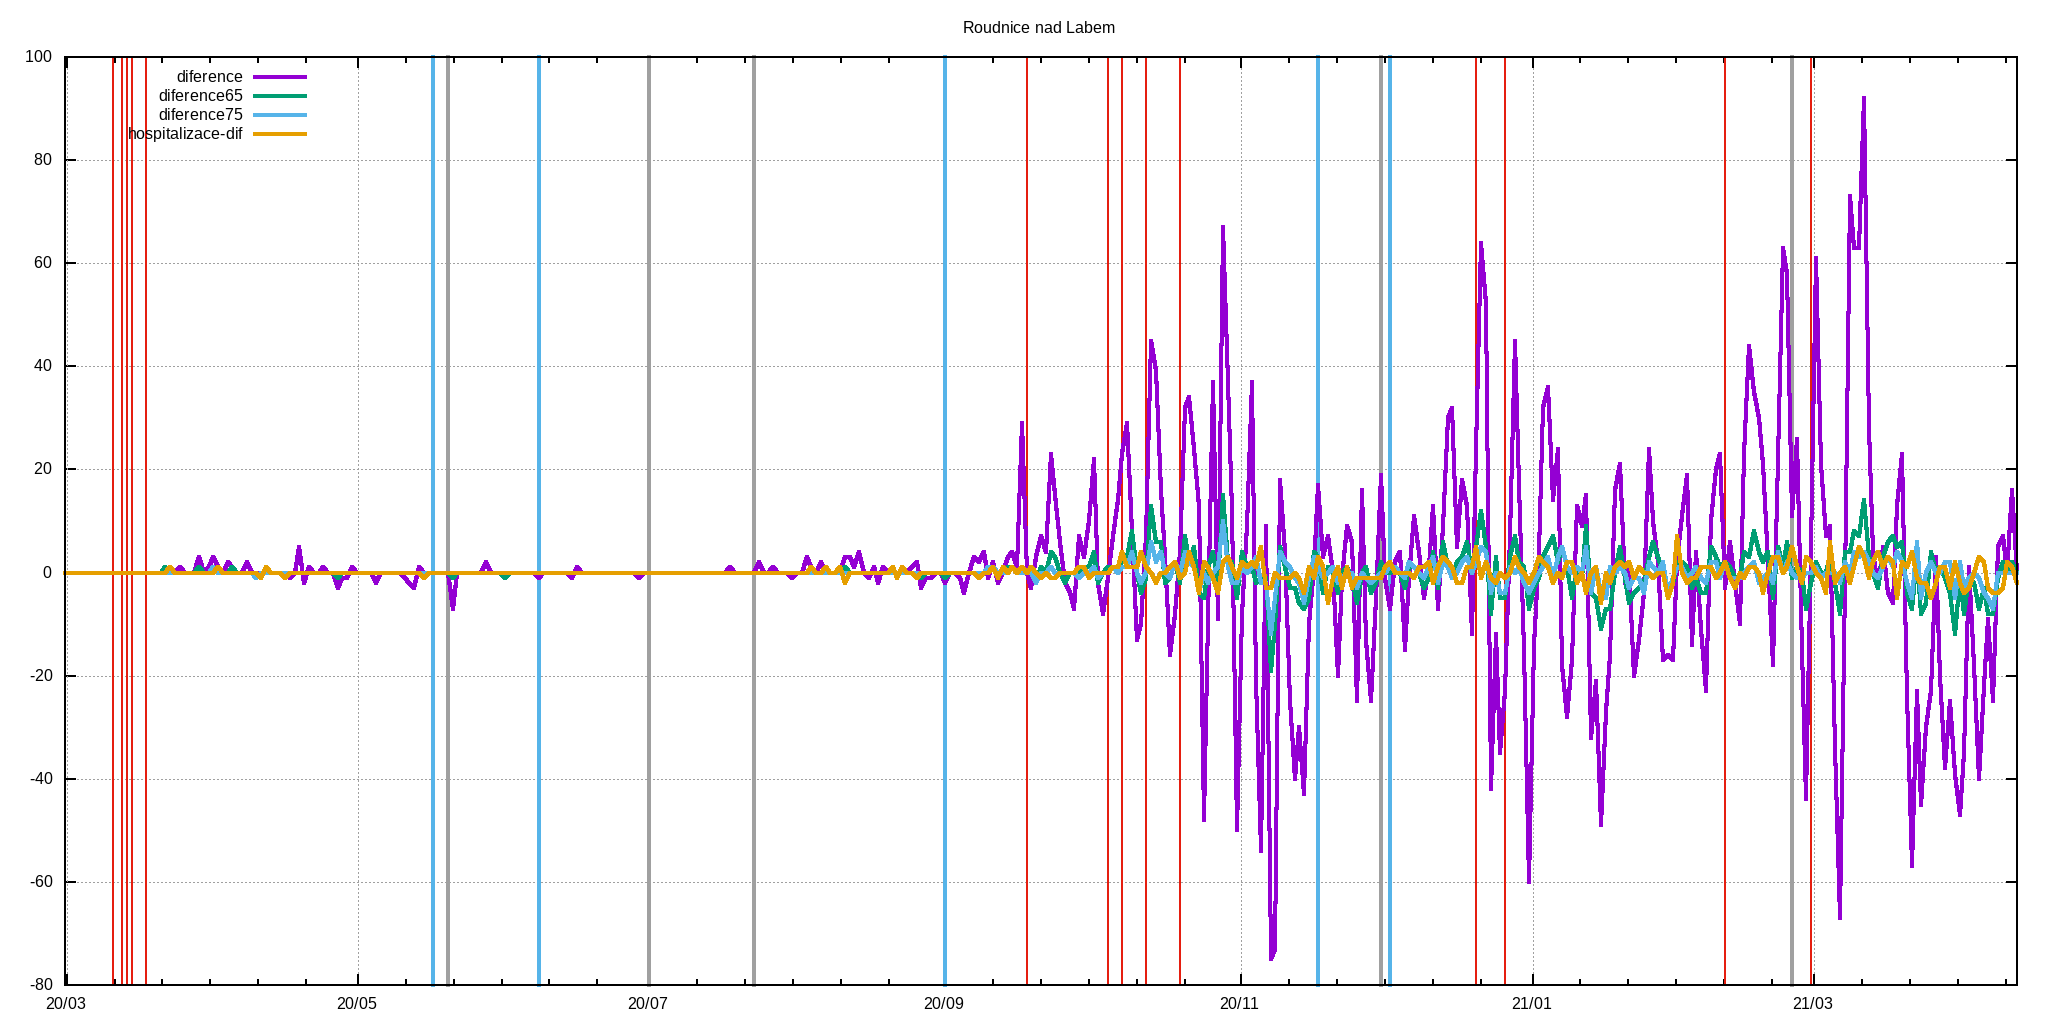 Roudnice nad Labem
100
diference
diference65
diference75
hospitalizace-dif
80
60
40
20
0
-20
-40
-60
-80
20/03 20/05 20/07 20/09 20/11 21/01 21/03